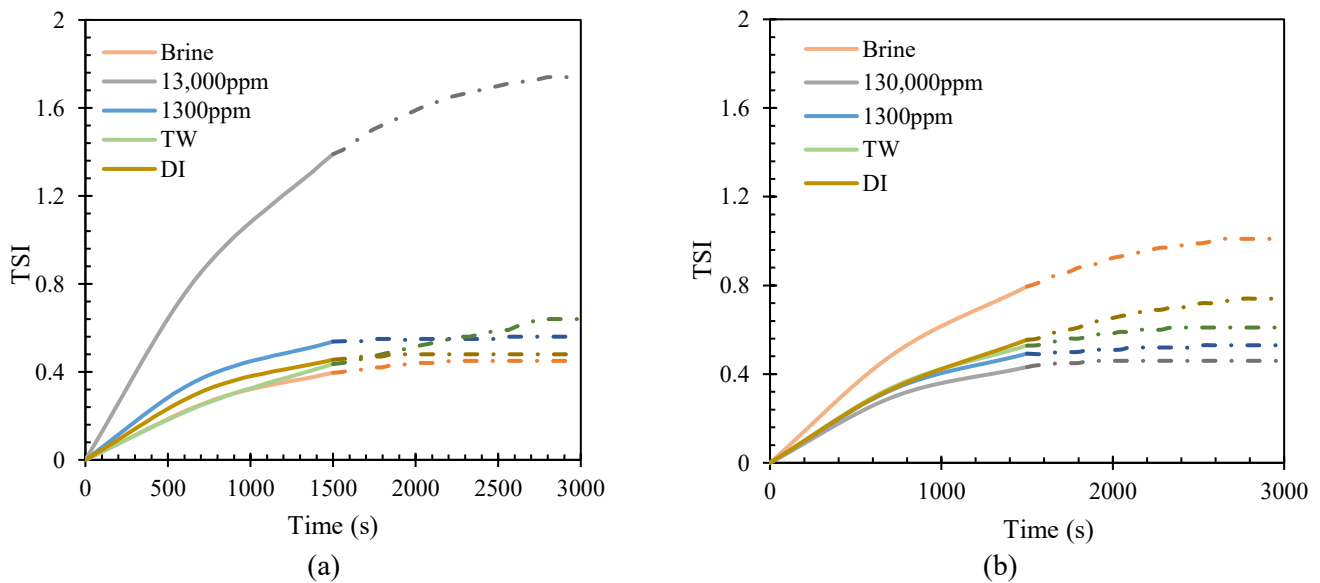 2
1.6
1.2
0.8
0.4
0
TSI
Brine
13,000ppm
1300ppm
TW
DI
0 500 1000 1500 2000 2500 3000
Time (s)
(a)
2
1.6
1.2
0.8
0.4
0
TSI
Brine
130,000ppm
1300ppm
TW
DI
0 1000 2000 3000
Time (s)
(b)